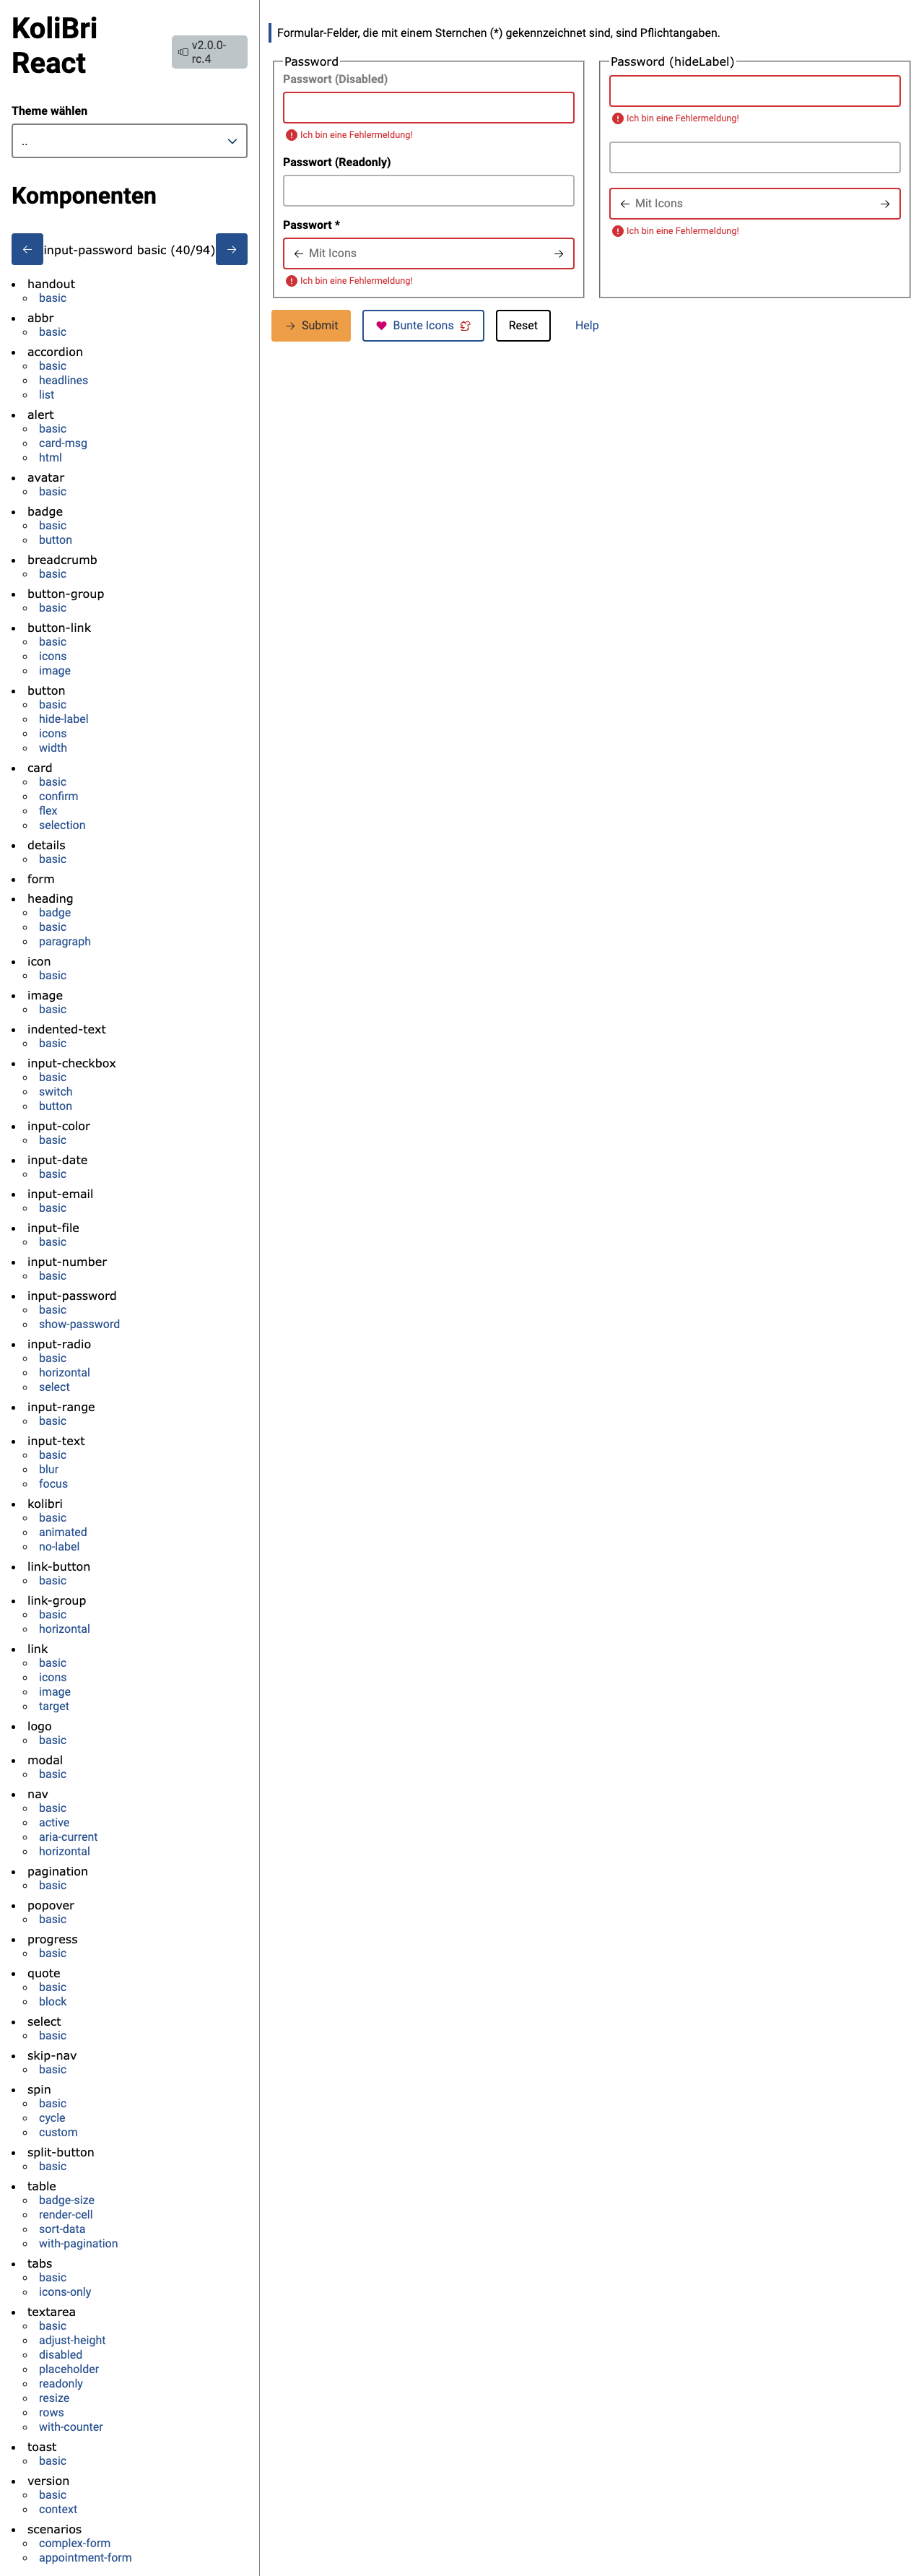 KoliBri
React
v2.0.0-
rc.4
Theme wählen
..
Komponenten
input-password basic (40/94)
handout
basic
abbr
basic
accordion
basic
headlines
list
alert
basic
card-msg
html
avatar
basic
badge
basic
button
breadcrumb
basic
button-group
basic
button-link
basic
icons
image
button
basic
hide-label
icons
width
card
basic
confirm
flex
selection
details
basic
form
heading
badge
basic
paragraph
icon
basic
image
basic
indented-text
basic
input-checkbox
basic
switch
button
input-color
basic
input-date
basic
input-email
basic
input-file
basic
input-number
basic
input-password
basic
show-password
input-radio
basic
horizontal
select
input-range
basic
input-text
basic
blur
focus
kolibri
basic
animated
no-label
link-button
basic
link-group
basic
horizontal
link
basic
icons
image
target
logo
basic
modal
basic
nav
basic
active
aria-current
horizontal
pagination
basic
popover
basic
progress
basic
quote
basic
block
select
basic
skip-nav
basic
spin
basic
cycle
custom
split-button
basic
table
badge-size
render-cell
sort-data
with-pagination
tabs
basic
icons-only
textarea
basic
adjust-height
disabled
placeholder
readonly
resize
rows
with-counter
toast
basic
version
basic
context
scenarios
complex-form
appointment-form
Formular-Felder, die mit einem Sternchen (*) gekennzeichnet sind, sind Pflichtangaben.
Password
Passwort (Disabled)
Ich bin eine Fehlermeldung!
Passwort (Readonly)
Passwort *
Mit Icons
Ich bin eine Fehlermeldung!
Password (hideLabel)
Ich bin eine Fehlermeldung!
Mit Icons
Ich bin eine Fehlermeldung!
Submit
Bunte Icons
Reset
Help